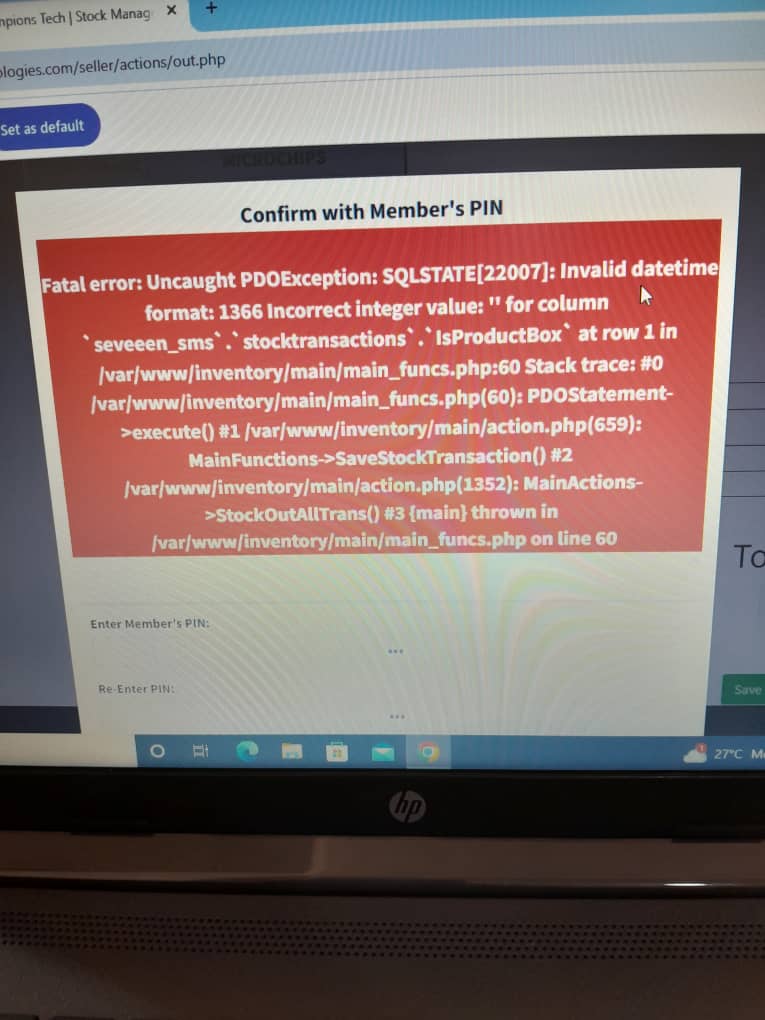 Tech | Stock Manag
/seller/actions/out.php
Set as default
MICROCHIPS
Confirm with Member's PIN
Fatal error: Uncaught PDOException: SQLSTATE[22007]: Invalid datetime
format: 1366 Incorrect integer value: '' for column
`seveeen_sms`.`stocktransactions`.`IsProductBox` at row 1 in
/var/www/inventory/main/main_funcs.php:60 Stack trace: #0
/var/www/inventory/main/main_funcs.php(60): PDOStatement-
>execute() #1 /var/www/inventory/main/action.php(659):
MainFunctions->SaveStockTransaction() #2
/var/www/inventory/main/action.php(1352): MainActions-
>StockOutAllTrans() #3 {main} thrown in
/var/www/inventory/main/main_funcs.php on line 60
Enter Member's PIN:
Re-Enter PIN:
Save
27°C
hp